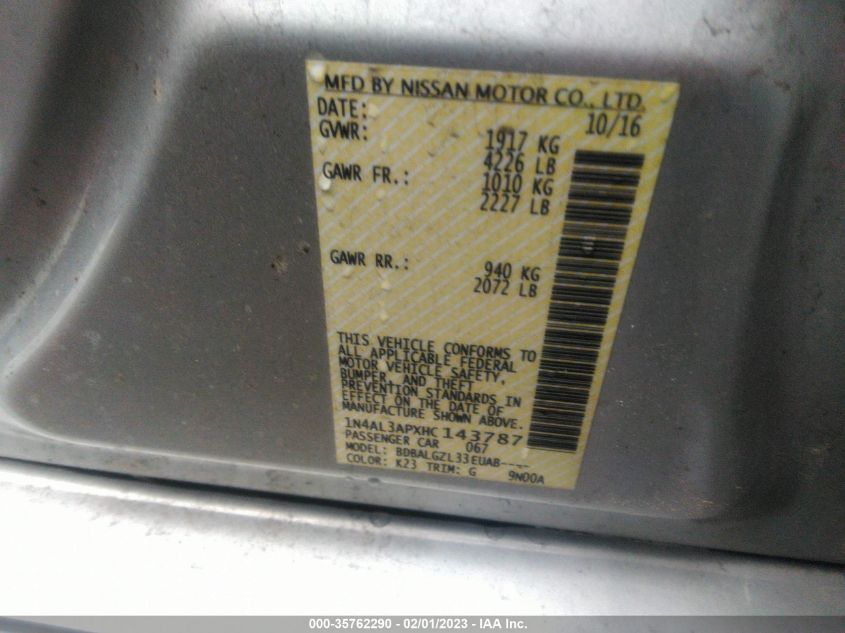 MFD BY NISSAN MOTOR CO., LTD.
DATE: 10/16
GVWR: 1917 KG
4226 LB
GAWR FR.: 1010 KG
2227 LB
GAWR RR.: 940 KG
2072 LB
THIS VEHICLE CONFORMS TO
ALL APPLICABLE FEDERAL
MOTOR VEHICLE SAFETY,
BUMPER, AND THEFT
PREVENTION STANDARDS IN
EFFECT ON THE DATE OF
MANUFACTURE SHOWN ABOVE.
1N4AL3APXHC143787
PASSENGER CAR 067
MODEL: BDBALGZL33EUAB----
COLOR: K23 TRIM: G 9N00A
000-35762290 - 02/01/2023 - IAA Inc.